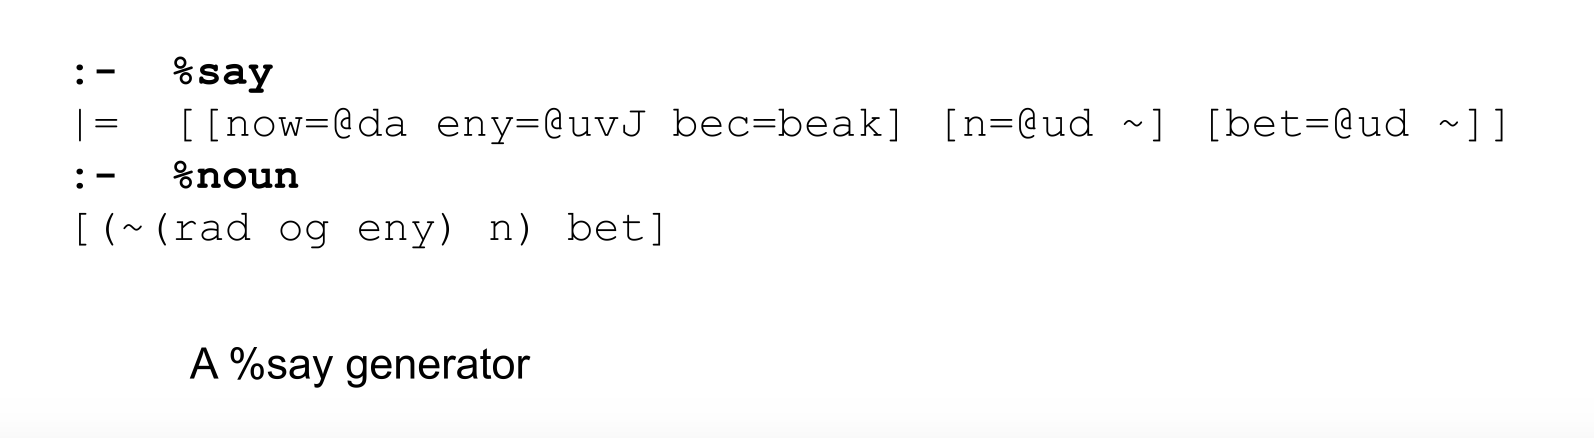 :-  %say
|=  [[now=@da eny=@uvJ bec=beak] [n=@ud ~] [bet=@ud ~]]
:-  %noun
[(~(rad og eny) n) bet]
A %say generator